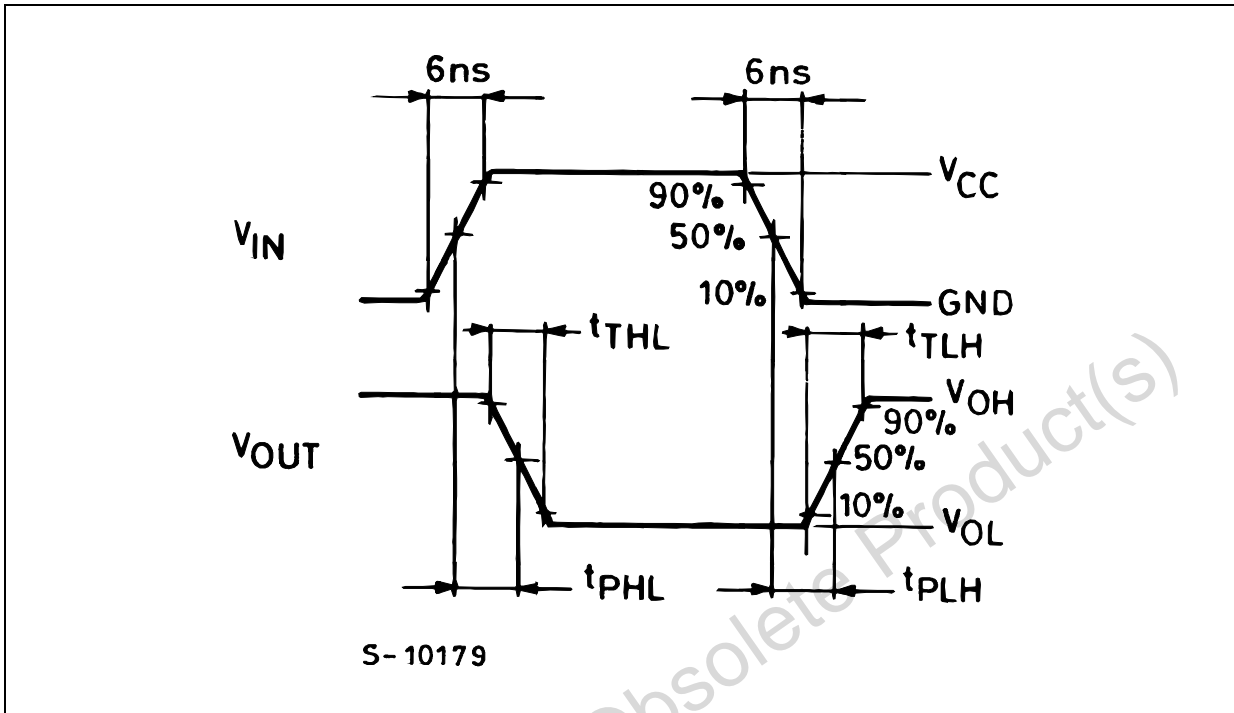 6ns
6ns
VCC
90%
VIN
50%
10%
GND
tTHL
tTLH
VOH
90%
VOUT
50%
10%
VOL
tPHL
tPLH
S-10179
Obsolete Product(s)